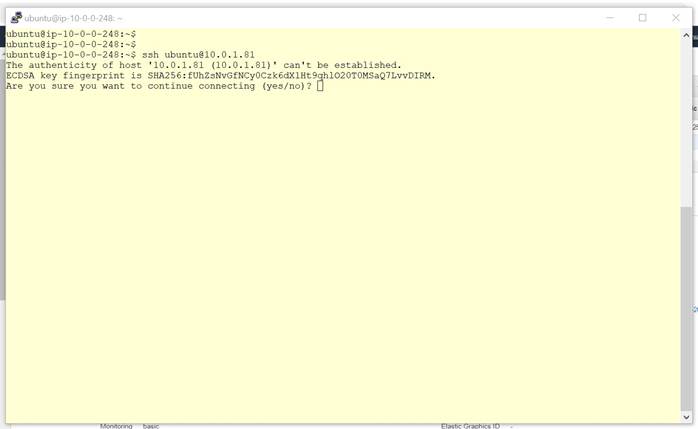 ubuntu@ip-10-0-0-248: ~
ubuntu@ip-10-0-0-248:~$
ubuntu@ip-10-0-0-248:~$
ubuntu@ip-10-0-0-248:~$ ssh ubuntu@10.0.1.81
The authenticity of host '10.0.1.81 (10.0.1.81)' can't be established.
ECDSA key fingerprint is
Are you sure you want to continue connecting (yes/no)?
Monitoring basic Elastic Graphics ID -